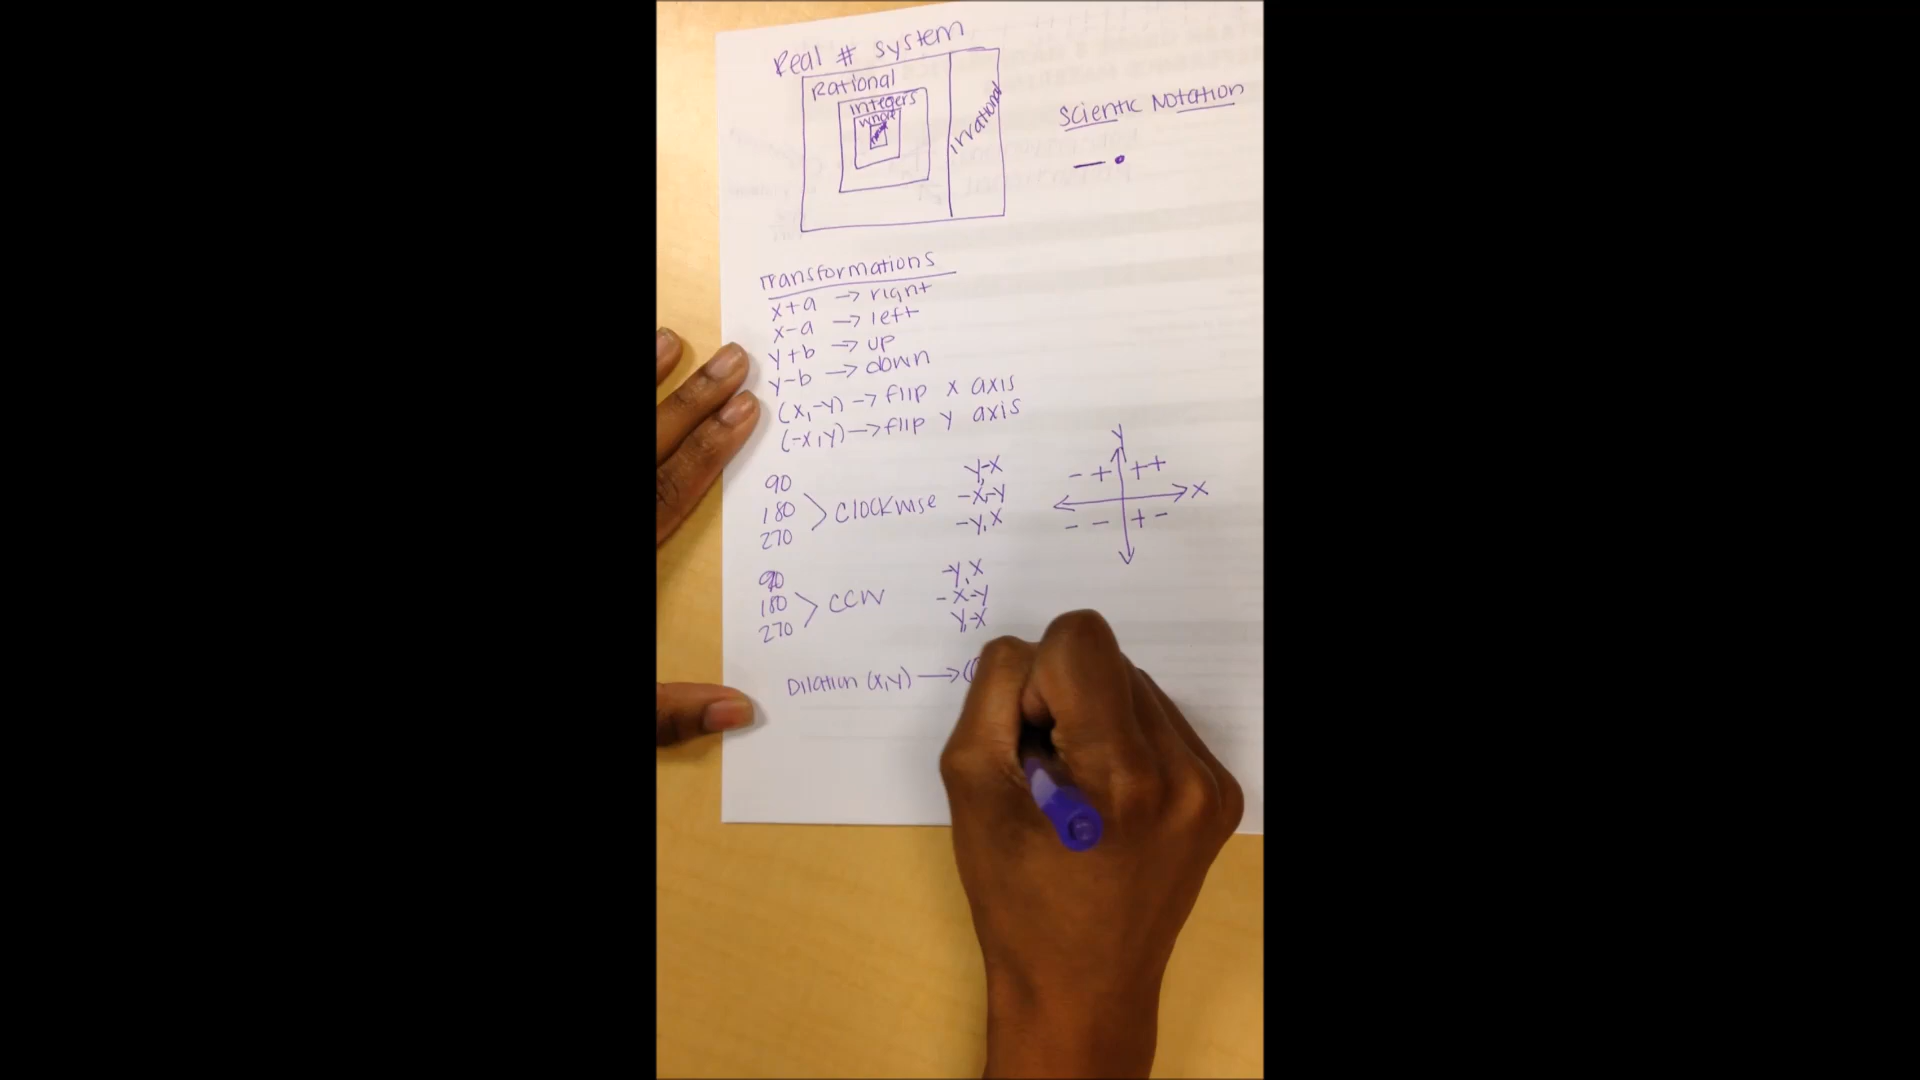 Real # system
Rational
integers
whole
irrational
Scientic Notation
—•
Transformations
x+a → right
x-a → left
y+b → up
y-b → down
(x,-y) → flip x axis
(-x,y) → flip y axis
90
180
270
Clockwise
y,-x
-x,-y
-y,x
y
x
- +
++
- -
+ -
90
180
270
CCW
-y,x
-x-y
y,-x
Dilation (x,y) → (